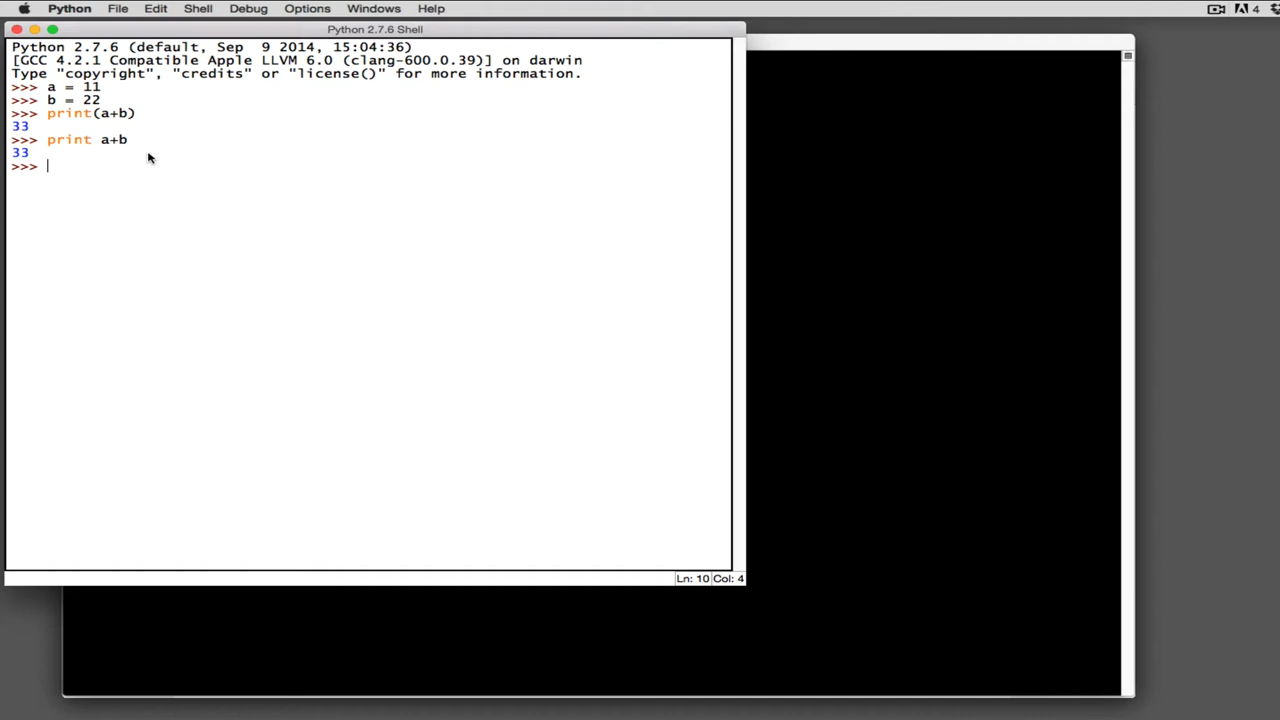 Python File Edit Shell Debug Options Windows Help 4
Python 2.7.6 Shell
Python 2.7.6 (default, Sep  9 2014, 15:04:36)
[GCC 4.2.1 Compatible Apple LLVM 6.0 (clang-600.0.39)] on darwin
Type "copyright", "credits" or "license()" for more information.
>>> a = 11
>>> b = 22
>>> print(a+b)
33
>>> print a+b
33
>>>
Ln: 10 Col: 4